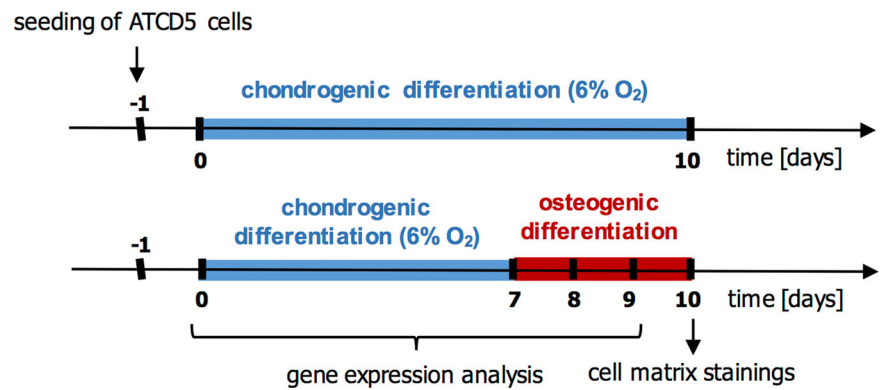 seeding of ATCD5 cells
chondrogenic differentiation (6% O₂)
-1
0
10
time [days]
chondrogenic
differentiation (6% O₂)
osteogenic
differentiation
-1
0
7
8
9
10
time [days]
gene expression analysis
cell matrix stainings